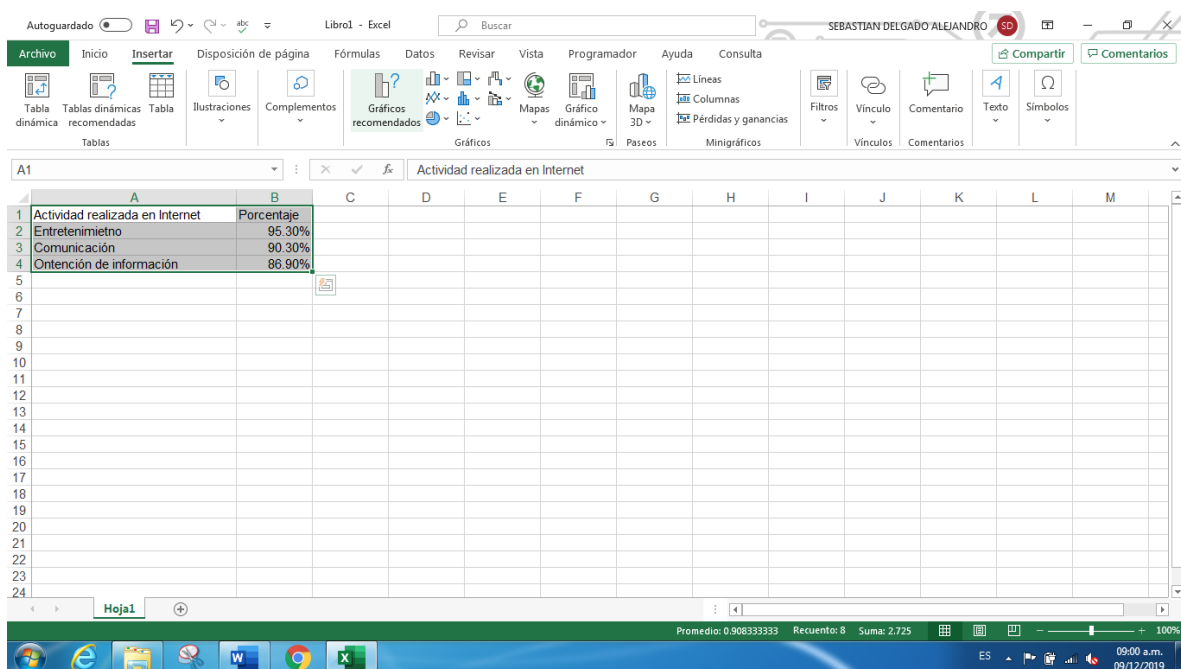 Autoguardado abc Libro1 - Excel Buscar SEBASTIAN DELGADO ALEJANDRO SD
Archivo Inicio Insertar Disposición de página Fórmulas Datos Revisar Vista Programador Ayuda Consulta Compartir Comentarios
Tabla dinámica
Tablas dinámicas recomendadas
Tabla
Ilustraciones
Complementos
Gráficos recomendados
Mapas
Gráfico dinámico
Mapa 3D
Líneas
Columnas
Pérdidas y ganancias
Filtros
Vínculo
Comentario
Texto
Símbolos
Tablas Gráficos Paseos Minigráficos Vínculos Comentarios
A1 fx Actividad realizada en Internet
A B C D E F G H I J K L M
1 Actividad realizada en Internet Porcentaje
2 Entretenimietno 95.30%
3 Comunicación 90.30%
4 Ontención de información 86.90%
5
6
7
8
9
10
11
12
13
14
15
16
17
18
19
20
21
22
23
24
Hoja1
Promedio: 0.908333333 Recuento: 8 Suma: 2.725 100%
ES 09:00 a.m.
09/12/2019